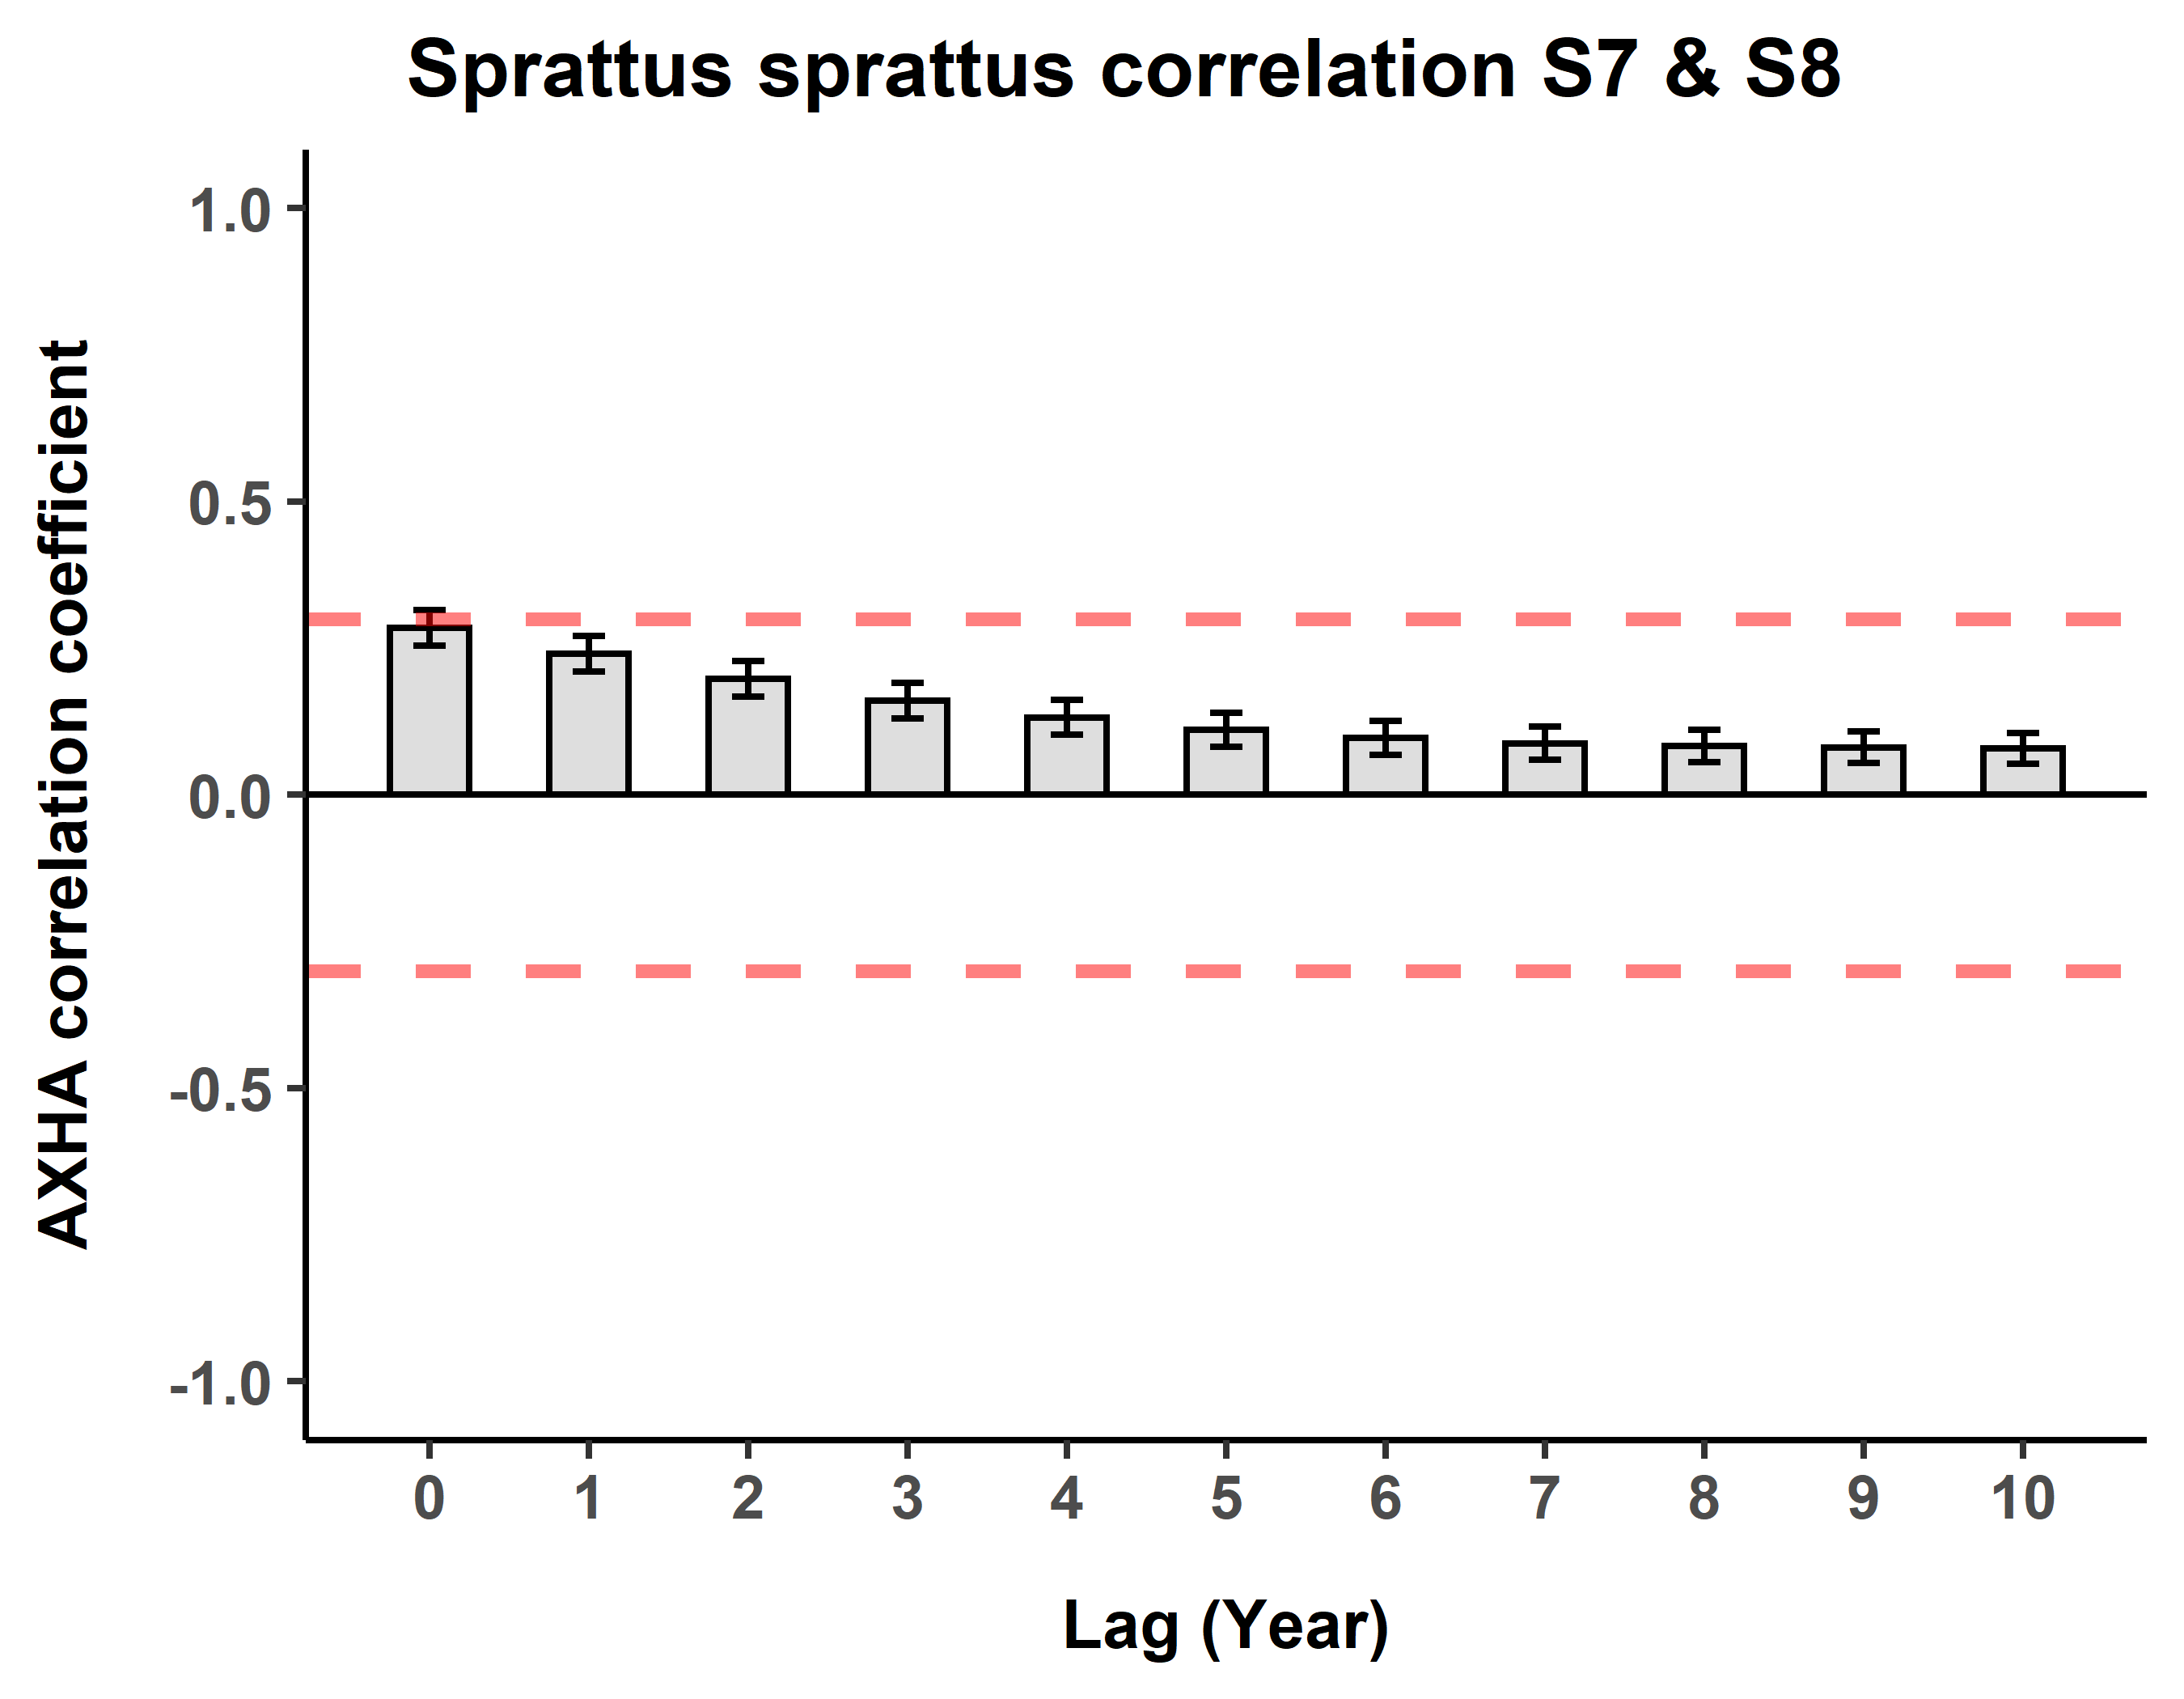 Sprattus sprattus correlation S7 & S8
AXHA correlation coefficient
1.0
0.5
0.0
-0.5
-1.0
0 1 2 3 4 5 6 7 8 9 10
Lag (Year)